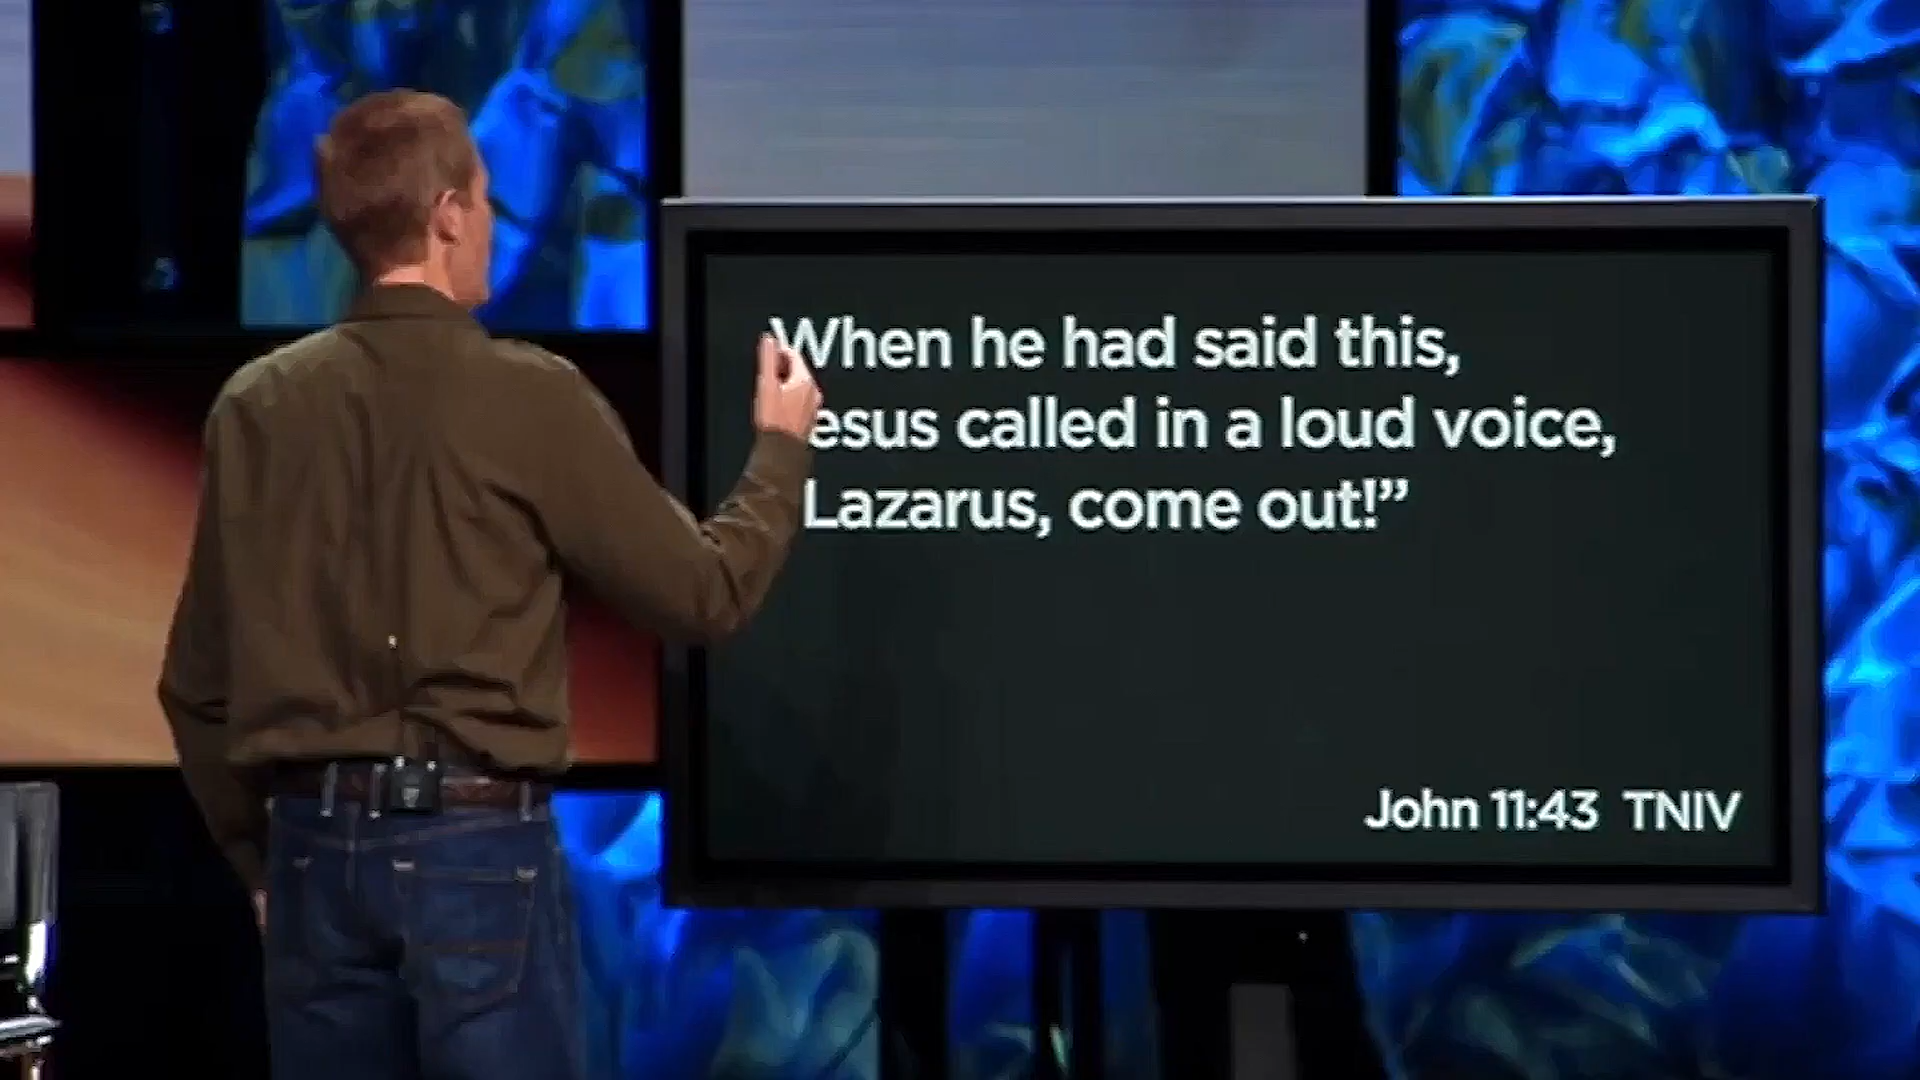 When he had said this,
esus called in a loud voice,
Lazarus, come out!”
John 11:43 TNIV